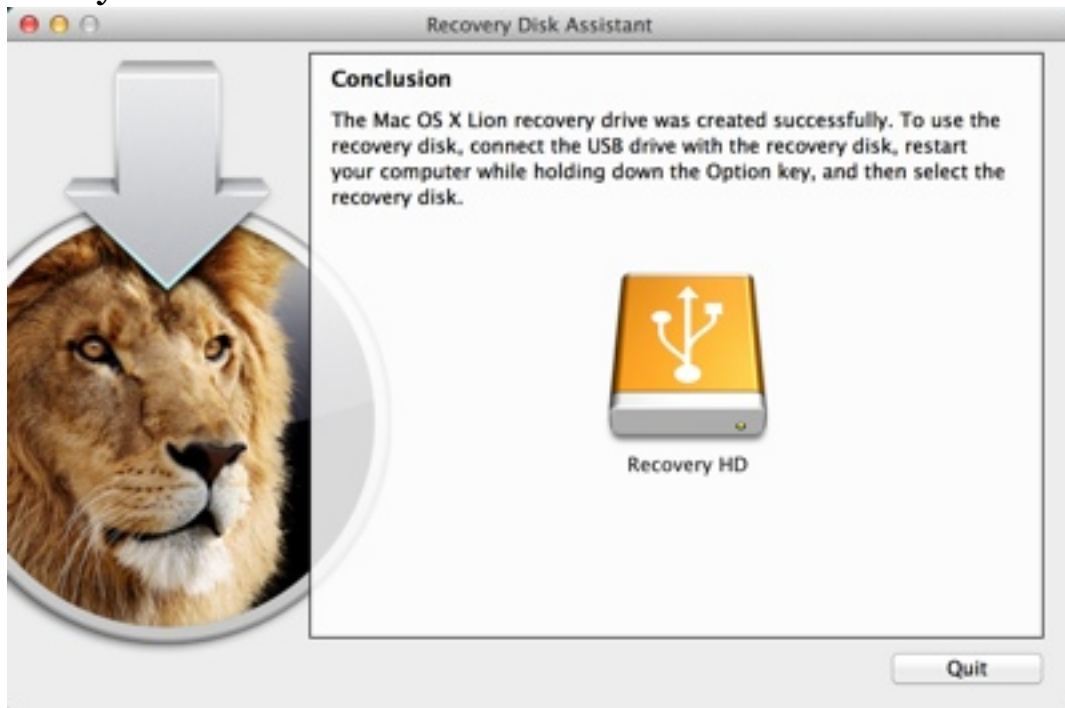 Recovery Disk Assistant
Conclusion
The Mac OS X Lion recovery drive was created successfully. To use the
recovery disk, connect the USB drive with the recovery disk, restart
your computer while holding down the Option key, and then select the
recovery disk.
Recovery HD
Quit